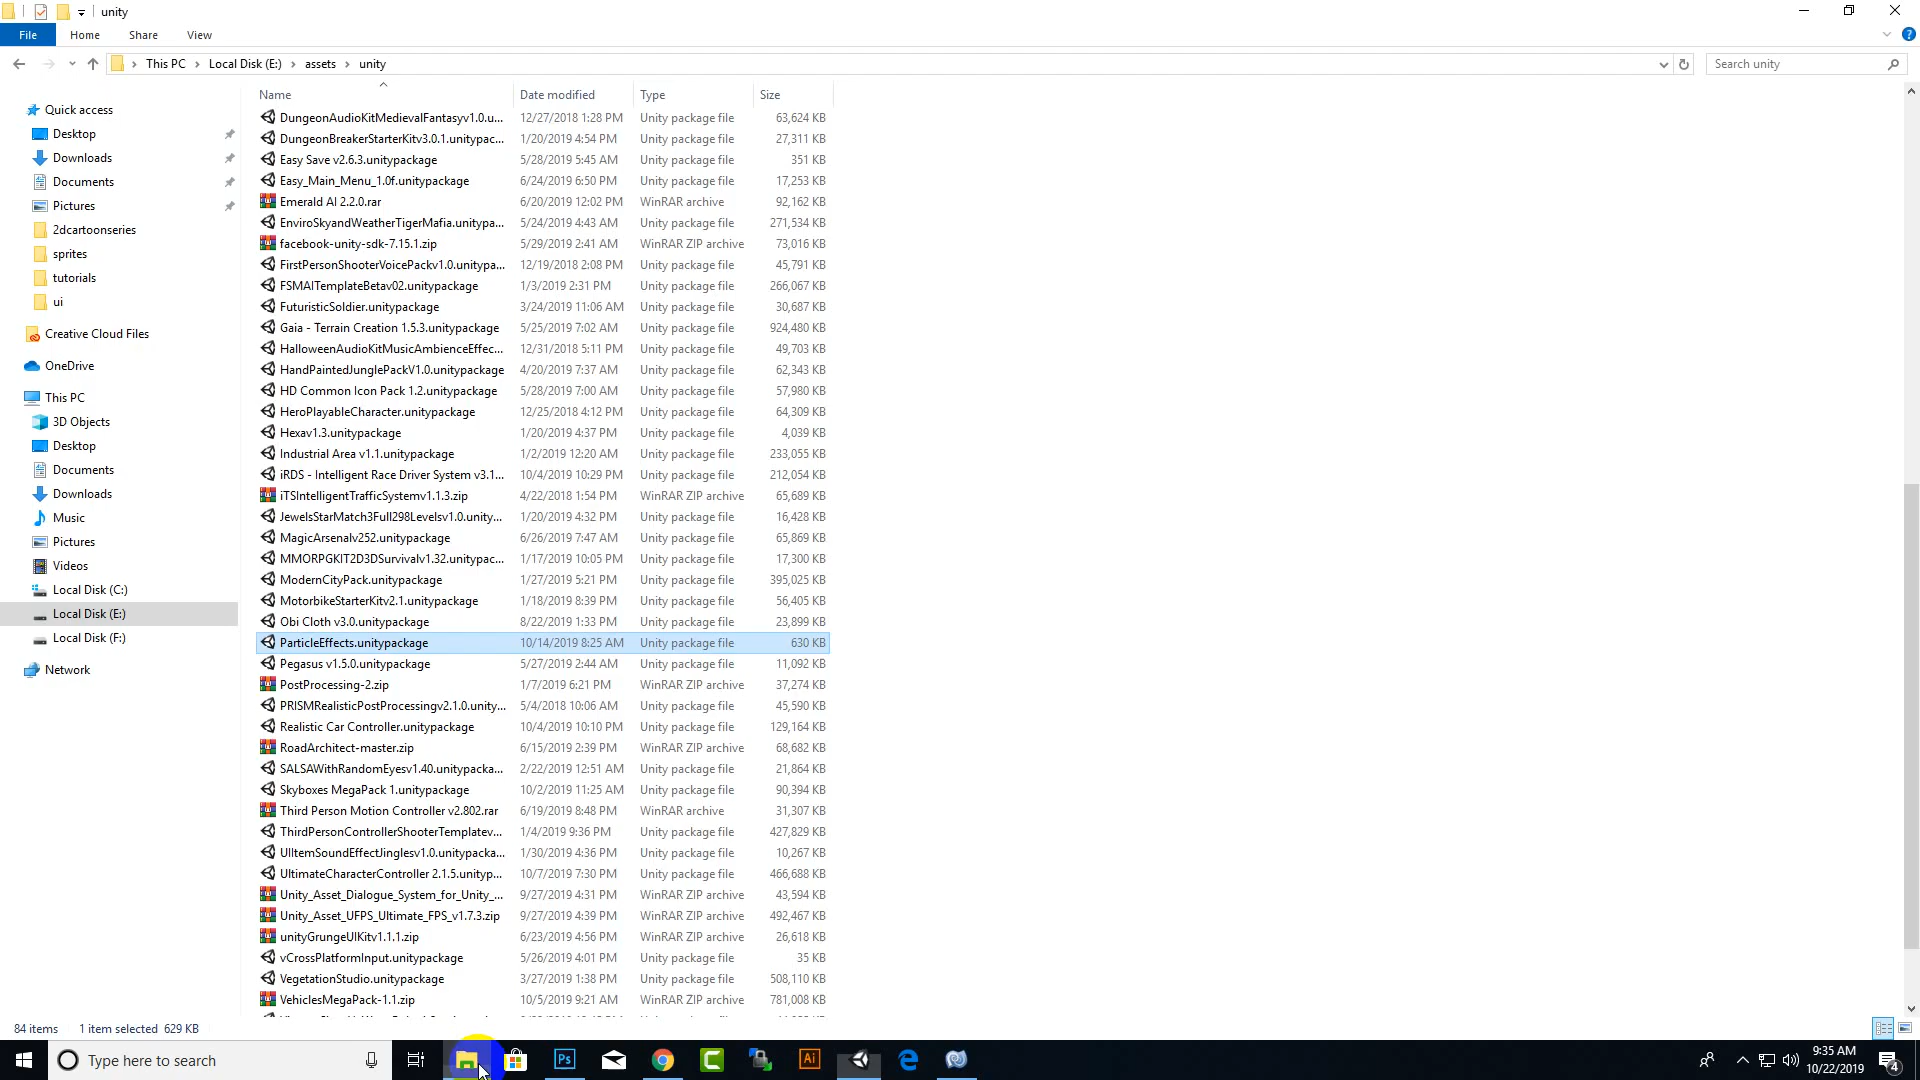 unity
File Home Share View
This PC Local Disk (E:) assets unity
Search unity
Name Date modified Type Size
Quick access
Desktop
Downloads
Documents
Pictures
2dcartoonseries
sprites
tutorials
ui
Creative Cloud Files
OneDrive
This PC
3D Objects
Desktop
Documents
Downloads
Music
Pictures
Videos
Local Disk (C:)
Local Disk (E:)
Local Disk (F:)
Network
DungeonAudioKitMedievalFantasyv1.0.u... 12/27/2018 1:28 PM Unity package file 63,624 KB
DungeonBreakerStarterKitv3.0.1.unitypac... 1/20/2019 4:54 PM Unity package file 27,311 KB
Easy Save v2.6.3.unitypackage 5/28/2019 5:45 AM Unity package file 351 KB
Easy_Main_Menu_1.0f.unitypackage 6/24/2019 6:50 PM Unity package file 17,253 KB
Emerald AI 2.2.0.rar 6/20/2019 12:02 PM WinRAR archive 92,162 KB
EnviroSkyandWeatherTigerMafia.unitypa... 5/24/2019 4:43 AM Unity package file 271,534 KB
facebook-unity-sdk-7.15.1.zip 5/29/2019 2:41 AM WinRAR ZIP archive 73,016 KB
FirstPersonShooterVoicePackv1.0.unitypa... 12/19/2018 2:08 PM Unity package file 45,791 KB
FSMAITemplateBetav02.unitypackage 1/3/2019 2:31 PM Unity package file 266,067 KB
FuturisticSoldier.unitypackage 3/24/2019 11:06 AM Unity package file 30,687 KB
Gaia - Terrain Creation 1.5.3.unitypackage 5/25/2019 7:02 AM Unity package file 924,480 KB
HalloweenAudioKitMusicAmbienceEffec... 12/31/2018 5:11 PM Unity package file 49,703 KB
HandPaintedJunglePackV1.0.unitypackage 4/20/2019 7:37 AM Unity package file 62,343 KB
HD Common Icon Pack 1.2.unitypackage 5/28/2019 7:00 AM Unity package file 57,980 KB
HeroPlayableCharacter.unitypackage 12/25/2018 4:12 PM Unity package file 64,309 KB
Hexav1.3.unitypackage 1/20/2019 4:37 PM Unity package file 4,039 KB
Industrial Area v1.1.unitypackage 1/2/2019 12:20 AM Unity package file 233,055 KB
iRDS - Intelligent Race Driver System v3.1... 10/4/2019 10:29 PM Unity package file 212,054 KB
iTSIntelligentTrafficSystemv1.1.3.zip 4/22/2018 1:54 PM WinRAR ZIP archive 65,689 KB
JewelsStarMatch3Full298Levelsv1.0.unity... 1/20/2019 4:32 PM Unity package file 16,428 KB
MagicArsenalv252.unitypackage 6/26/2019 7:47 AM Unity package file 65,869 KB
MMORPGKIT2D3DSurvivalv1.32.unitypac... 1/17/2019 10:05 PM Unity package file 17,300 KB
ModernCityPack.unitypackage 1/27/2019 5:21 PM Unity package file 395,025 KB
MotorbikeStarterKitv2.1.unitypackage 1/18/2019 8:39 PM Unity package file 56,405 KB
Obi Cloth v3.0.unitypackage 8/22/2019 1:33 PM Unity package file 23,899 KB
ParticleEffects.unitypackage 10/14/2019 8:25 AM Unity package file 630 KB
Pegasus v1.5.0.unitypackage 5/27/2019 2:44 AM Unity package file 11,092 KB
PostProcessing-2.zip 1/7/2019 6:21 PM WinRAR ZIP archive 37,274 KB
PRISMRealisticPostProcessingv2.1.0.unity... 5/4/2018 10:06 AM Unity package file 45,590 KB
Realistic Car Controller.unitypackage 10/4/2019 10:10 PM Unity package file 129,164 KB
RoadArchitect-master.zip 6/15/2019 2:39 PM WinRAR ZIP archive 68,682 KB
SALSAWithRandomEyesv1.40.unitypacka... 2/22/2019 12:51 AM Unity package file 21,864 KB
Skyboxes MegaPack 1.unitypackage 10/2/2019 11:25 AM Unity package file 90,394 KB
Third Person Motion Controller v2.802.rar 6/19/2019 8:48 PM WinRAR archive 31,307 KB
ThirdPersonControllerShooterTemplatev... 1/4/2019 9:36 PM Unity package file 427,829 KB
UIItemSoundEffectJinglesv1.0.unitypacka... 1/30/2019 4:36 PM Unity package file 10,267 KB
UltimateCharacterController 2.1.5.unityp... 10/7/2019 7:30 PM Unity package file 466,688 KB
Unity_Asset_Dialogue_System_for_Unity_... 9/27/2019 4:31 PM WinRAR ZIP archive 43,594 KB
Unity_Asset_UFPS_Ultimate_FPS_v1.7.3.zip 9/27/2019 4:39 PM WinRAR ZIP archive 492,467 KB
unityGrungeUIKitv1.1.1.zip 6/23/2019 4:56 PM WinRAR ZIP archive 26,618 KB
vCrossPlatformInput.unitypackage 5/26/2019 4:01 PM Unity package file 35 KB
VegetationStudio.unitypackage 3/27/2019 1:38 PM Unity package file 508,110 KB
VehiclesMegaPack-1.1.zip 10/5/2019 9:21 AM WinRAR ZIP archive 781,008 KB
84 items 1 item selected 629 KB
Type here to search
Ps
Ai
9:35 AM
10/22/2019
4